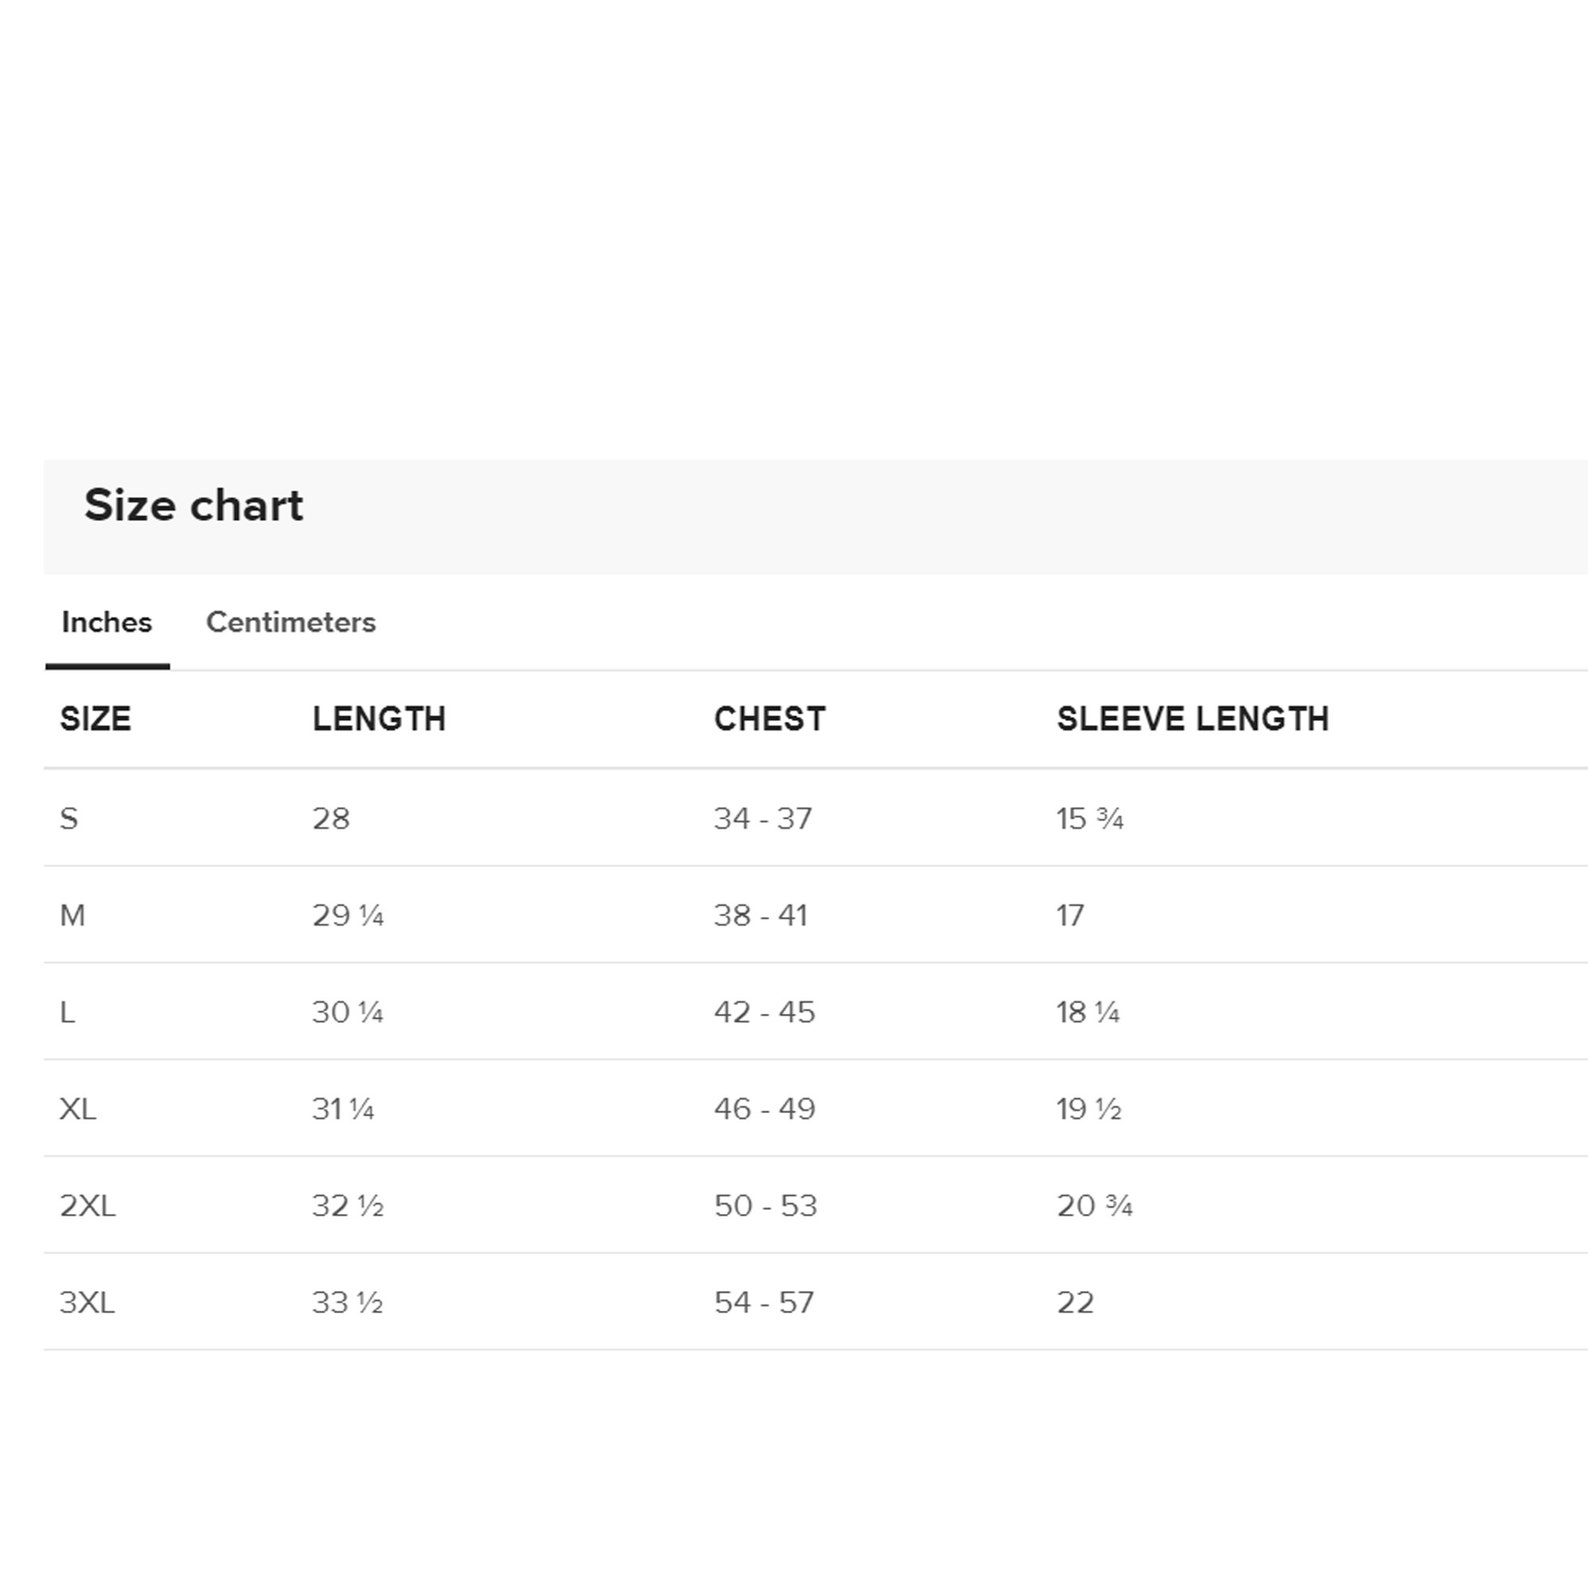 Size chart
Inches Centimeters
SIZE LENGTH CHEST SLEEVE LENGTH
S 28 34 - 37 15 ¾
M 29 ¼ 38 - 41 17
L 30 ¼ 42 - 45 18 ¼
XL 31 ¼ 46 - 49 19 ½
2XL 32 ½ 50 - 53 20 ¾
3XL 33 ½ 54 - 57 22